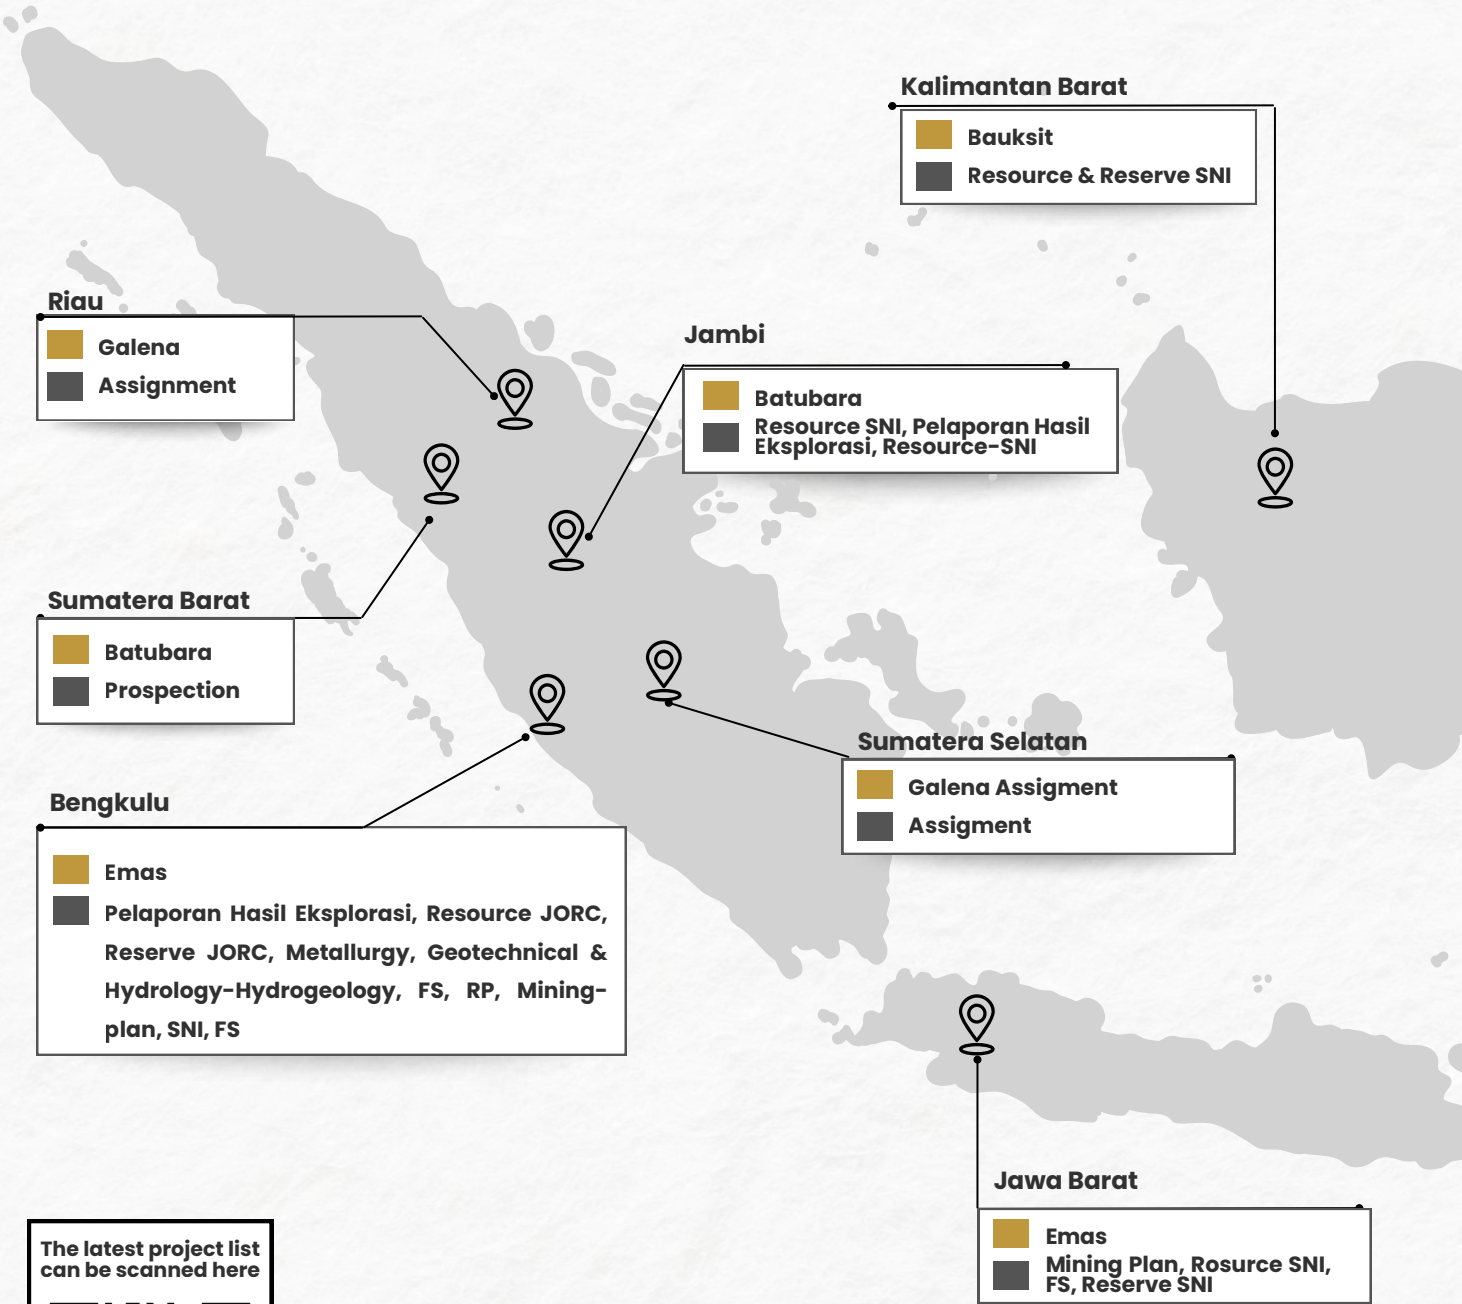 Kalimantan Barat
Bauksit
Resource & Reserve SNI
Riau
Galena
Assignment
Jambi
Batubara
Resource SNI, Pelaporan Hasil
Eksplorasi, Resource-SNI
Sumatera Barat
Batubara
Prospection
Sumatera Selatan
Galena Assigment
Assigment
Bengkulu
Emas
Pelaporan Hasil Eksplorasi, Resource JORC,
Reserve JORC, Metallurgy, Geotechnical &
Hydrology-Hydrogeology, FS, RP, Mining-
plan, SNI, FS
Jawa Barat
Emas
Mining Plan, Rosurce SNI,
FS, Reserve SNI
The latest project list
can be scanned here